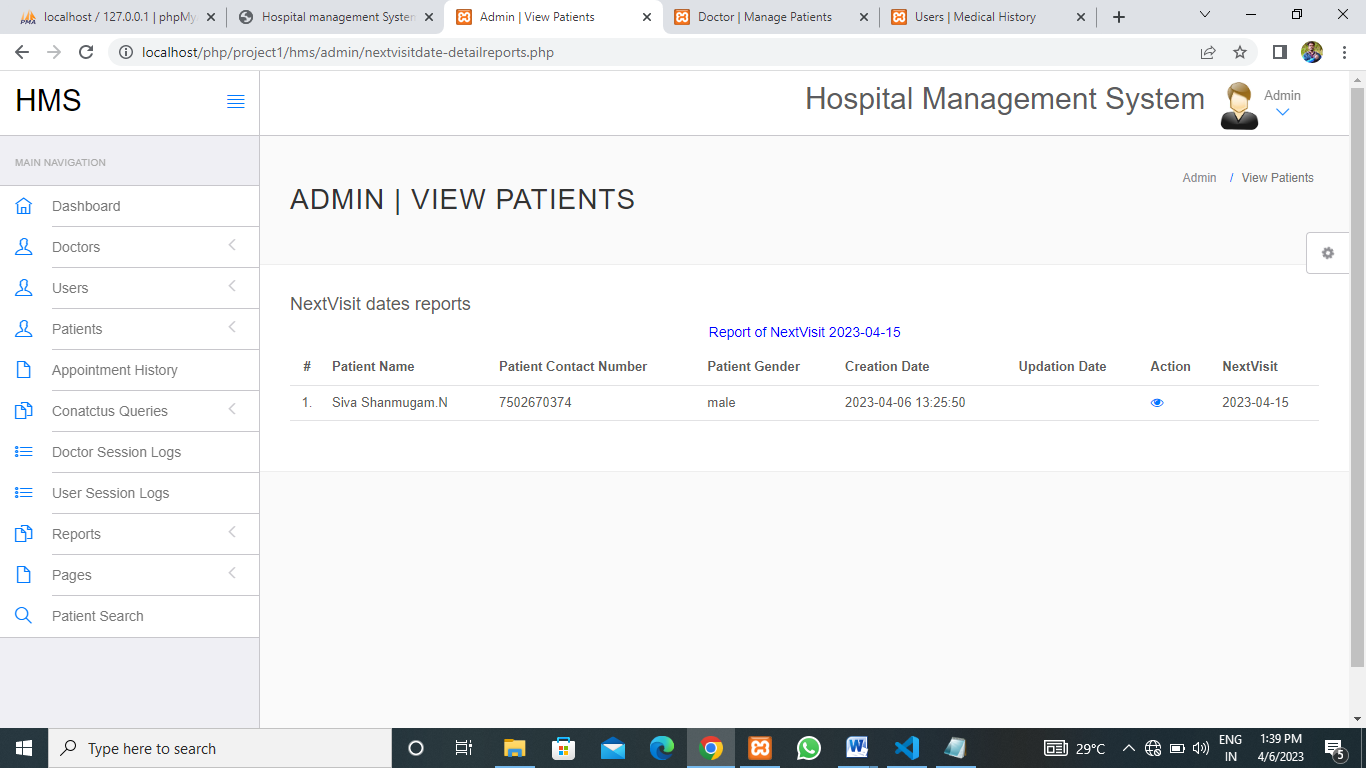 localhost / 127.0.0.1 | phpMy
Hospital management System
Admin | View Patients
Doctor | Manage Patients
Users | Medical History
localhost/php/project1/hms/admin/nextvisitdate-detailreports.php
HMS
Hospital Management System
Admin
MAIN NAVIGATION
Dashboard
Doctors
Users
Patients
Appointment History
Conatctus Queries
Doctor Session Logs
User Session Logs
Reports
Pages
Patient Search
ADMIN | VIEW PATIENTS
Admin / View Patients
NextVisit dates reports
Report of NextVisit 2023-04-15
# Patient Name Patient Contact Number Patient Gender Creation Date Updation Date Action NextVisit
1. Siva Shanmugam.N 7502670374 male 2023-04-06 13:25:50 2023-04-15
Type here to search
29°C
ENG
IN
1:39 PM
4/6/2023
5